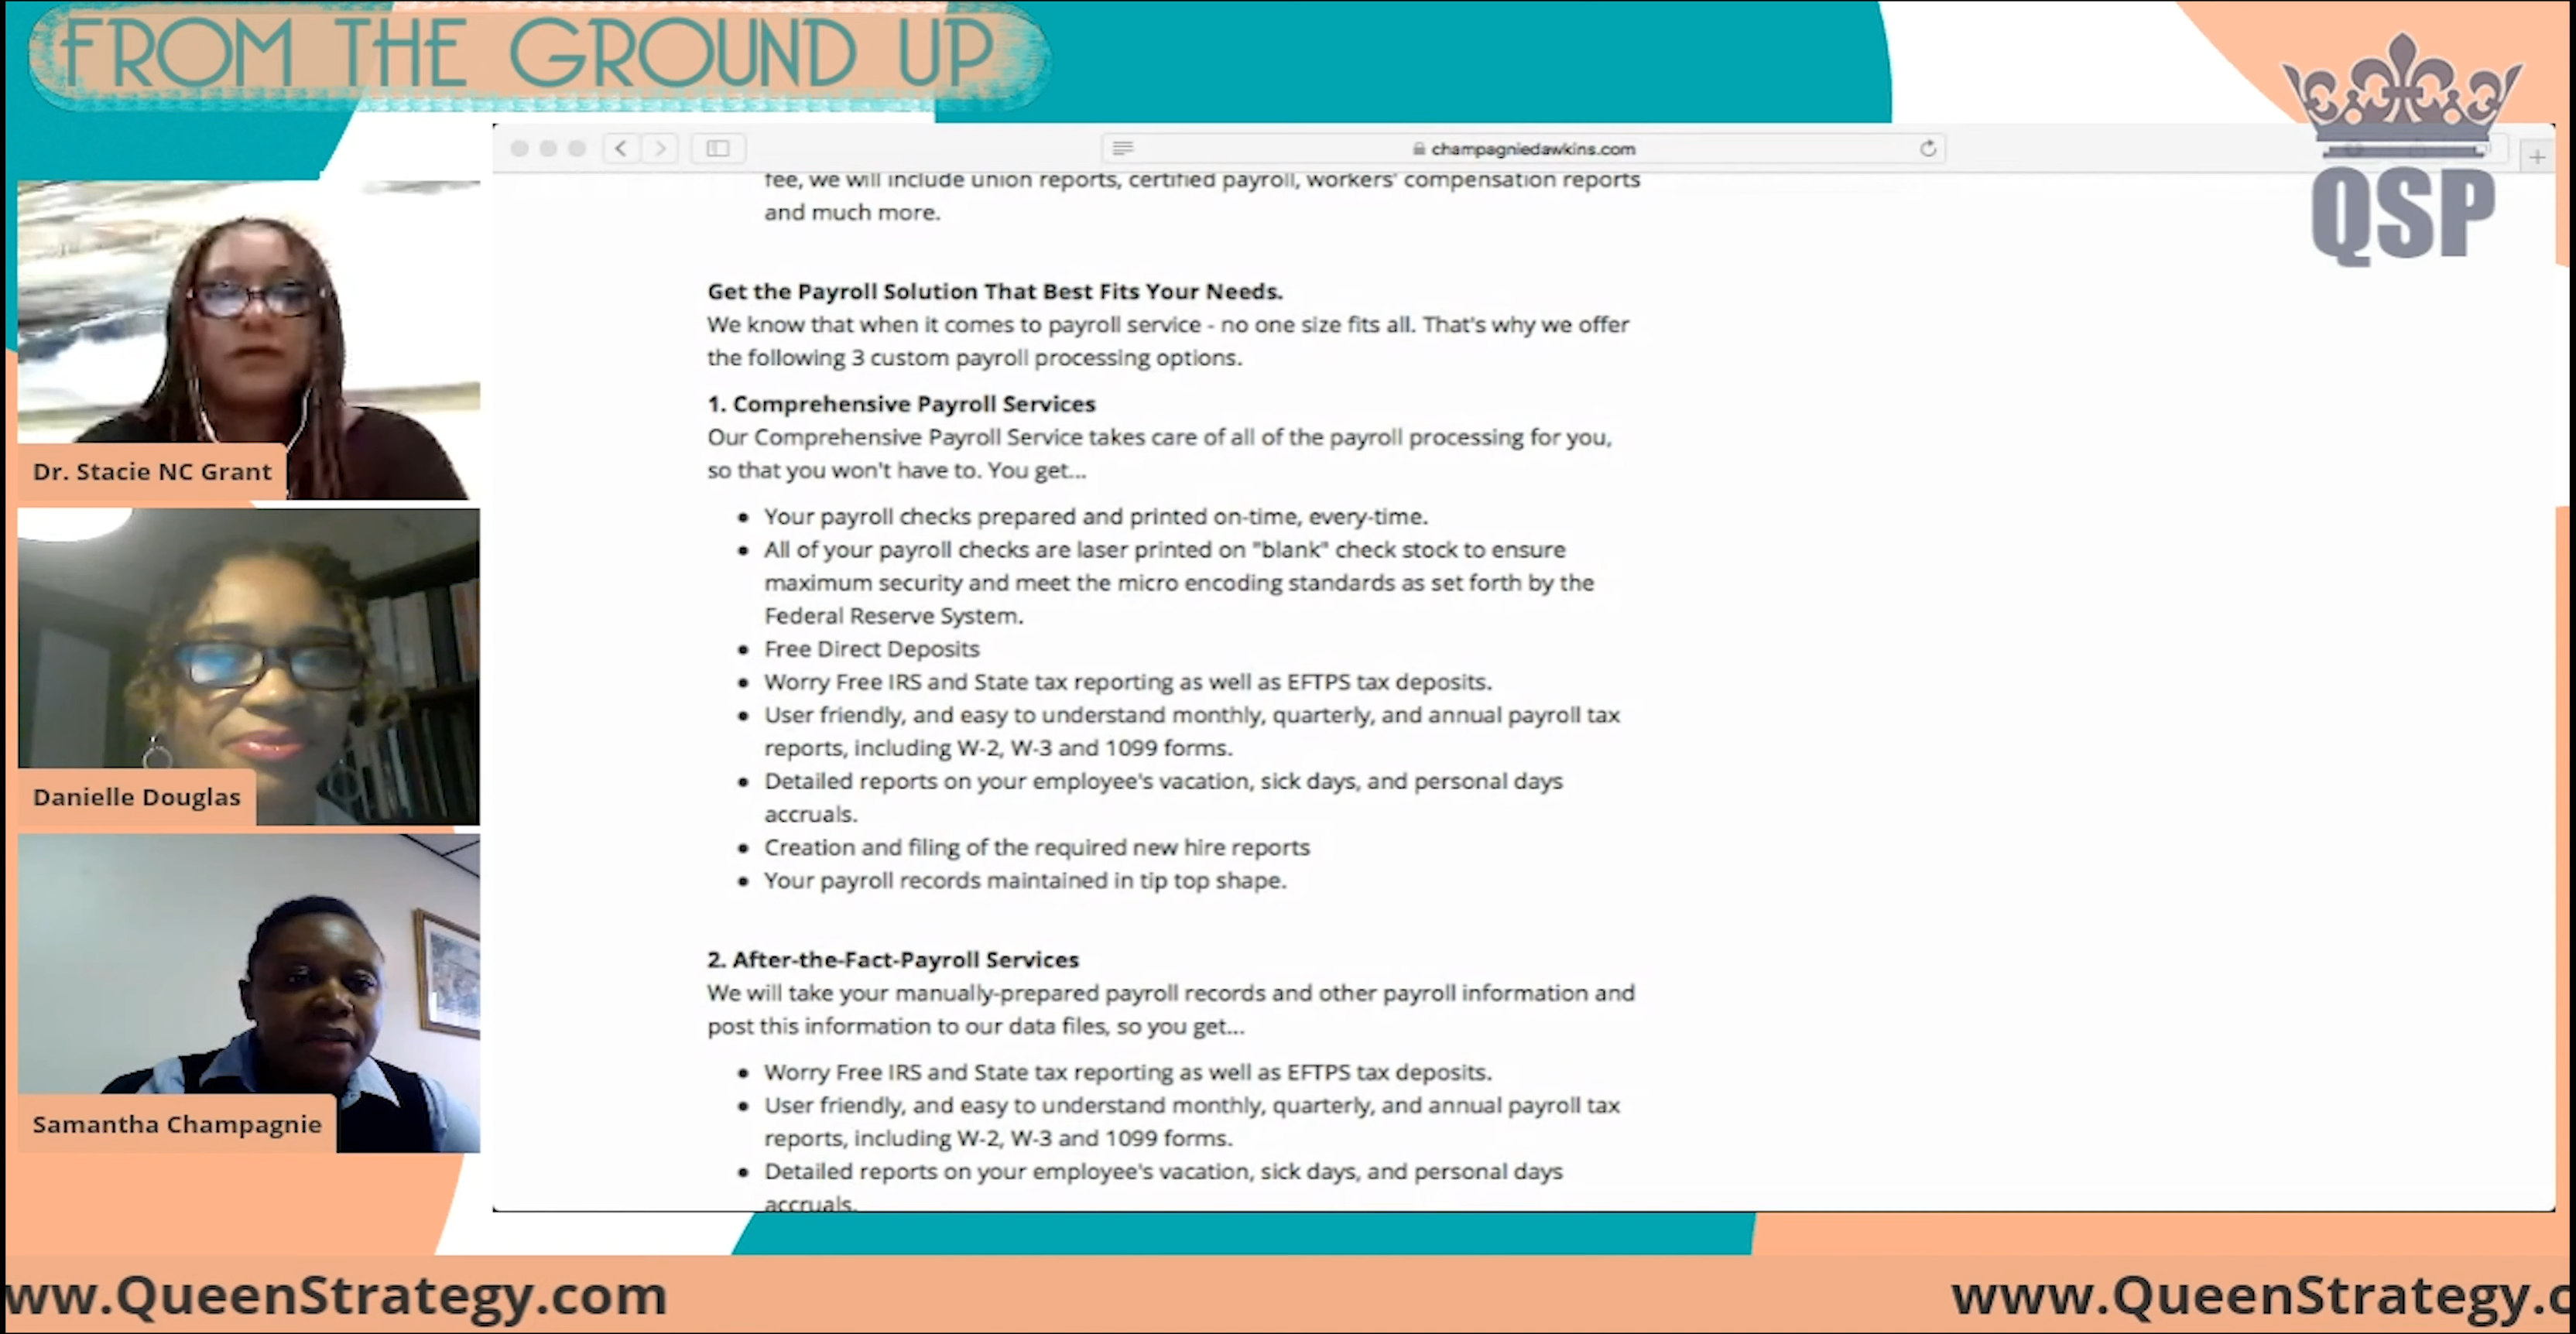 FROM THE GROUND UP
QSP
champagniedawkins.com
fee, we will include union reports, certified payroll, workers' compensation reports
and much more.
Get the Payroll Solution That Best Fits Your Needs.
We know that when it comes to payroll service - no one size fits all. That's why we offer
the following 3 custom payroll processing options.
1. Comprehensive Payroll Services
Our Comprehensive Payroll Service takes care of all of the payroll processing for you,
so that you won't have to. You get...
• Your payroll checks prepared and printed on-time, every-time.
• All of your payroll checks are laser printed on "blank" check stock to ensure
maximum security and meet the micro encoding standards as set forth by the
Federal Reserve System.
• Free Direct Deposits
• Worry Free IRS and State tax reporting as well as EFTPS tax deposits.
• User friendly, and easy to understand monthly, quarterly, and annual payroll tax
reports, including W-2, W-3 and 1099 forms.
• Detailed reports on your employee's vacation, sick days, and personal days
accruals.
• Creation and filing of the required new hire reports
• Your payroll records maintained in tip top shape.
2. After-the-Fact-Payroll Services
We will take your manually-prepared payroll records and other payroll information and
post this information to our data files, so you get...
• Worry Free IRS and State tax reporting as well as EFTPS tax deposits.
• User friendly, and easy to understand monthly, quarterly, and annual payroll tax
reports, including W-2, W-3 and 1099 forms.
• Detailed reports on your employee's vacation, sick days, and personal days
accruals.
Dr. Stacie NC Grant
Danielle Douglas
Samantha Champagnie
ww.QueenStrategy.com
www.QueenStrategy.c